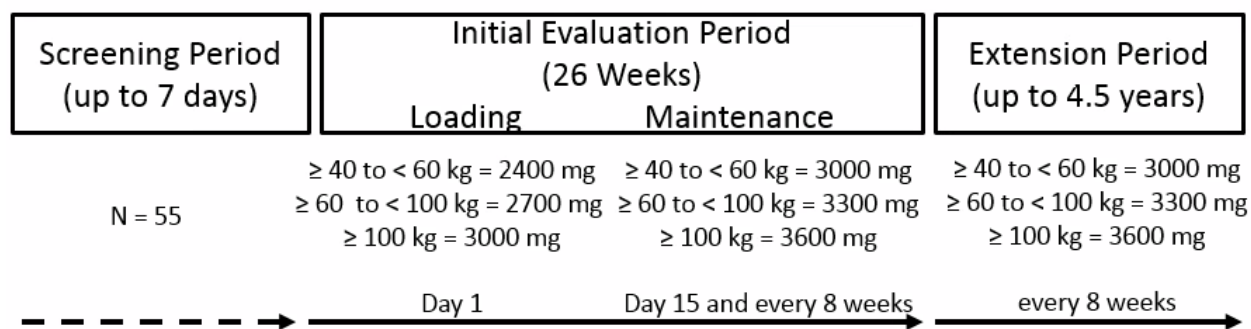 Screening Period
(up to 7 days)
Initial Evaluation Period
(26 Weeks)
Loading Maintenance
Extension Period
(up to 4.5 years)
N = 55
≥ 40 to < 60 kg = 2400 mg
≥ 60 to < 100 kg = 2700 mg
≥ 100 kg = 3000 mg
≥ 40 to < 60 kg = 3000 mg
≥ 60 to < 100 kg = 3300 mg
≥ 100 kg = 3600 mg
≥ 40 to < 60 kg = 3000 mg
≥ 60 to < 100 kg = 3300 mg
≥ 100 kg = 3600 mg
Day 1
Day 15 and every 8 weeks
every 8 weeks